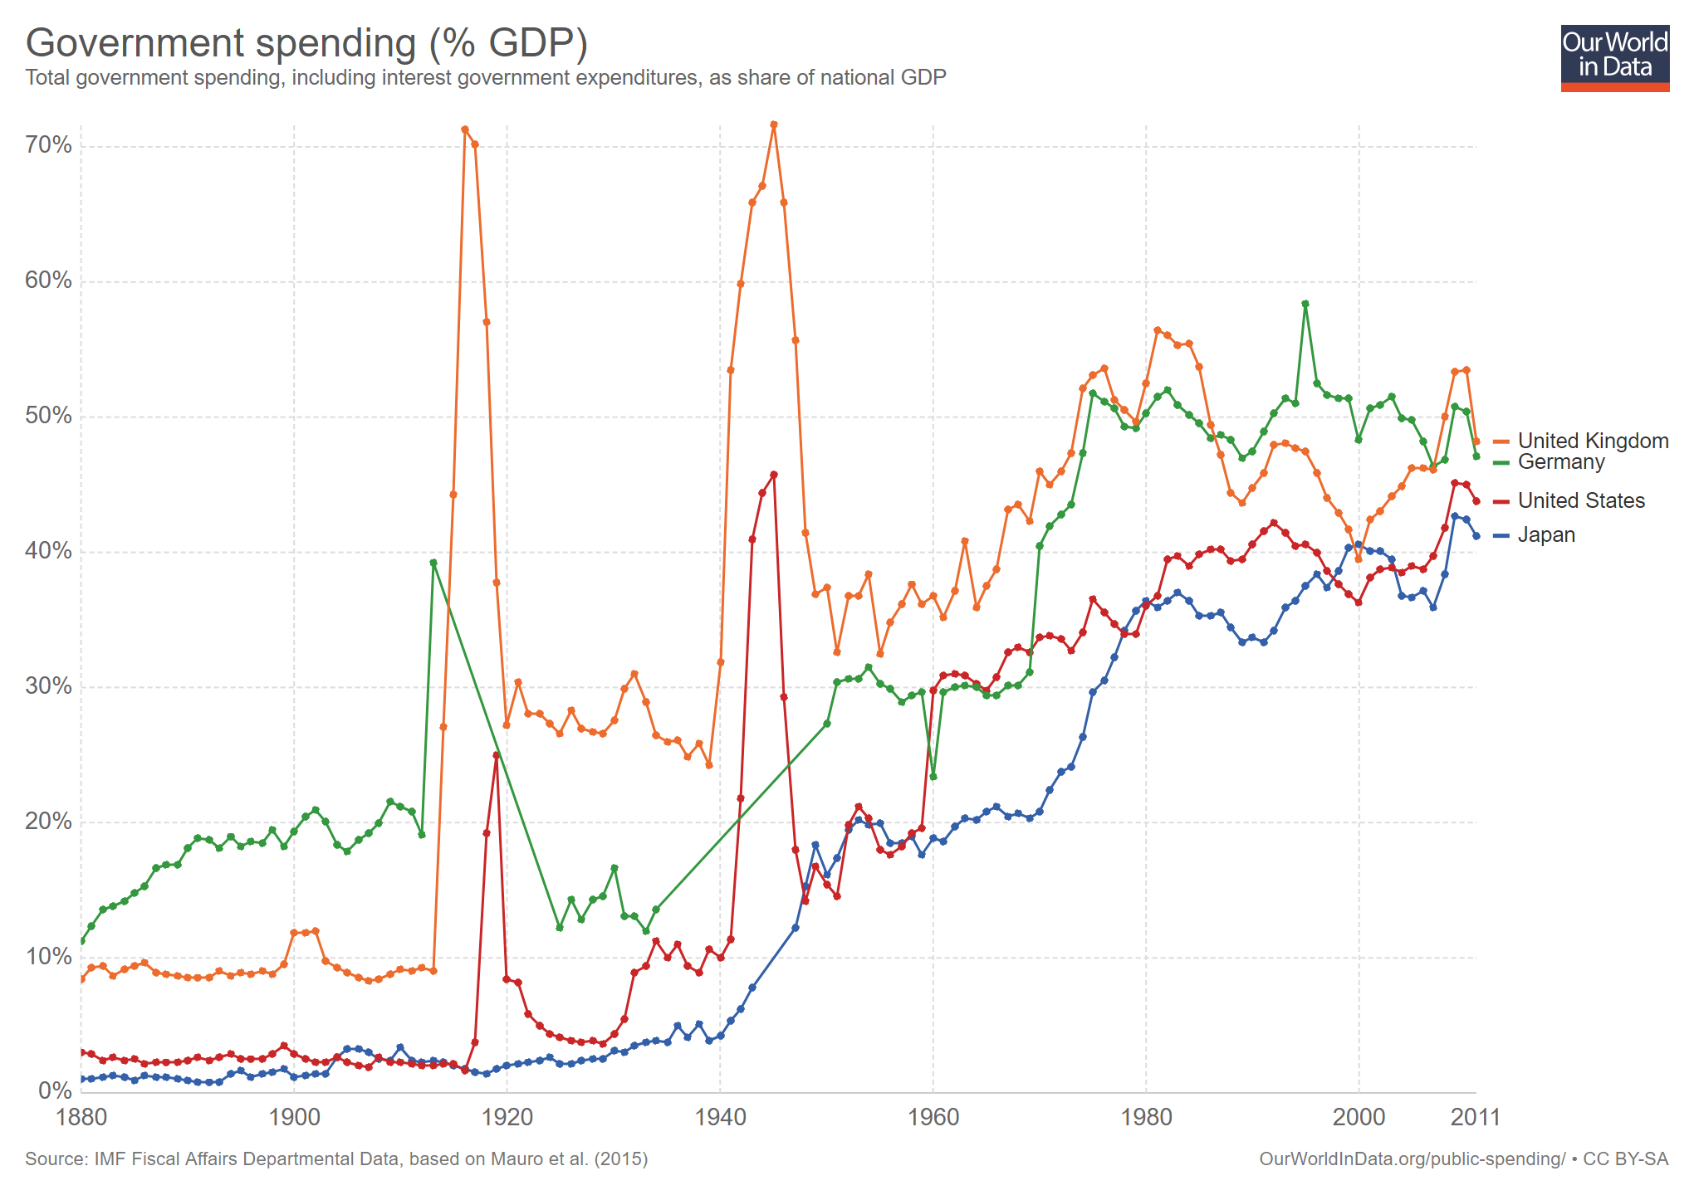 Government spending (% GDP)
Total government spending, including interest government expenditures, as share of national GDP
Our World
in Data
70%
60%
50%
40%
30%
20%
10%
0%
United Kingdom
Germany
United States
Japan
1880
1900
1920
1940
1960
1980
2000
2011
Source: IMF Fiscal Affairs Departmental Data, based on Mauro et al. (2015)
OurWorldInData.org/public-spending/ • CC BY-SA